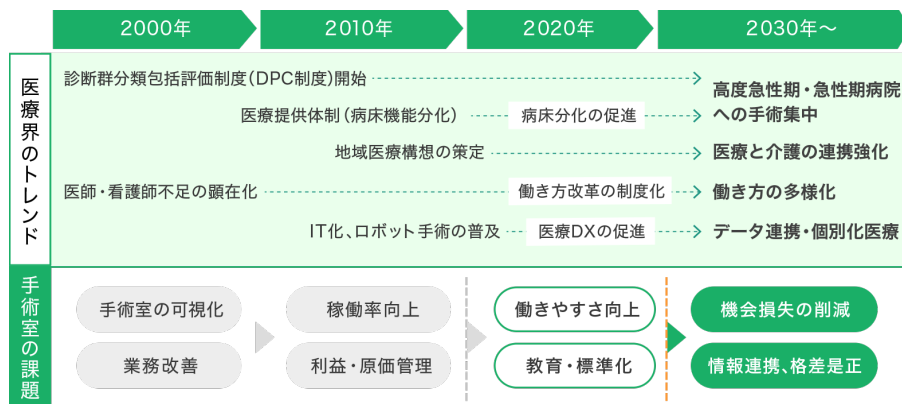 2000年
2010年
2020年
2030年～
医療界のトレンド
診断群分類包括評価制度（DPC制度）開始
高度急性期・急性期病院
への手術集中
医療提供体制（病床機能分化）
病床分化の促進
地域医療構想の策定
医療と介護の連携強化
医師・看護師不足の顕在化
働き方改革の制度化
働き方の多様化
IT化、ロボット手術の普及
医療DXの促進
データ連携・個別化医療
手術室の課題
手術室の可視化
稼働率向上
働きやすさ向上
機会損失の削減
業務改善
利益・原価管理
教育・標準化
情報連携、格差是正